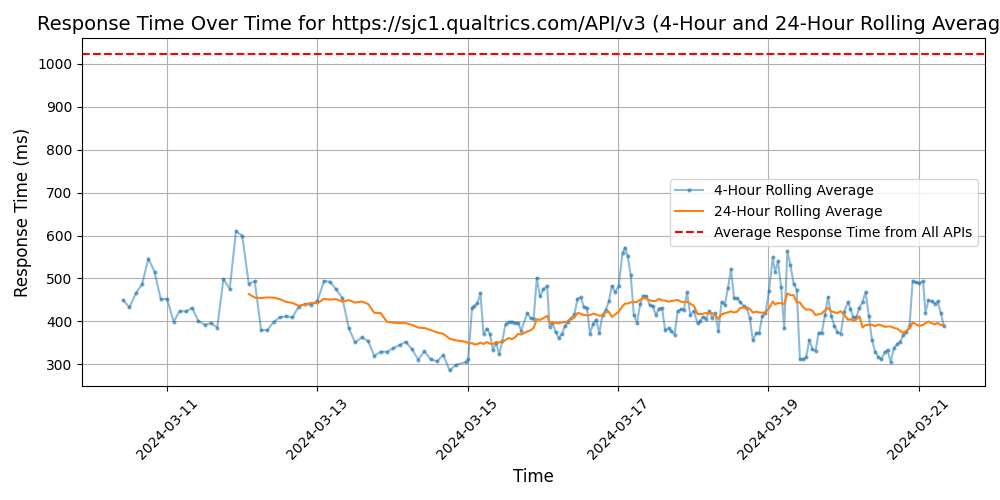 Response Time Over Time for https://sjc1.qualtrics.com/API/v3 (4-Hour and 24-Hour Rolling Averag
Response Time (ms)
1000
900
800
700
600
500
400
300
4-Hour Rolling Average
24-Hour Rolling Average
Average Response Time from All APIs
2024-03-11
2024-03-13
2024-03-15
2024-03-17
2024-03-19
2024-03-21
Time